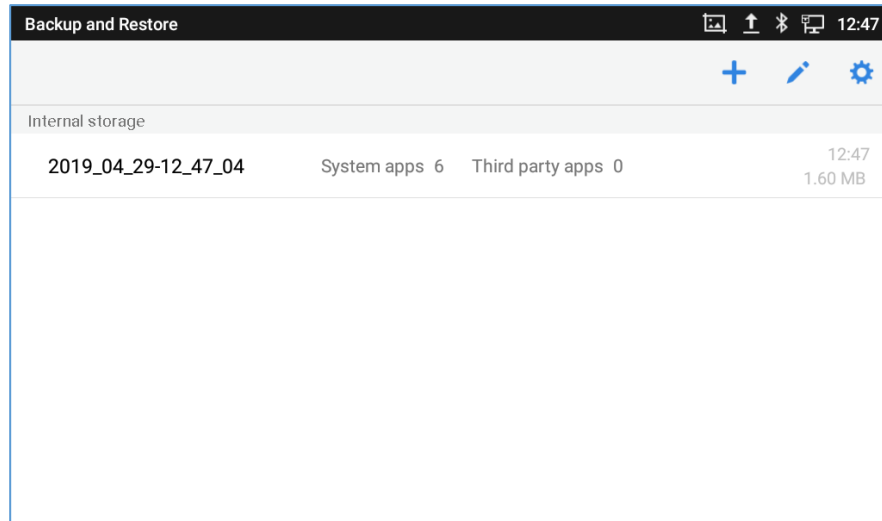 Backup and Restore 12:47
Internal storage
2019_04_29-12_47_04 System apps 6 Third party apps 0 12:47
1.60 MB